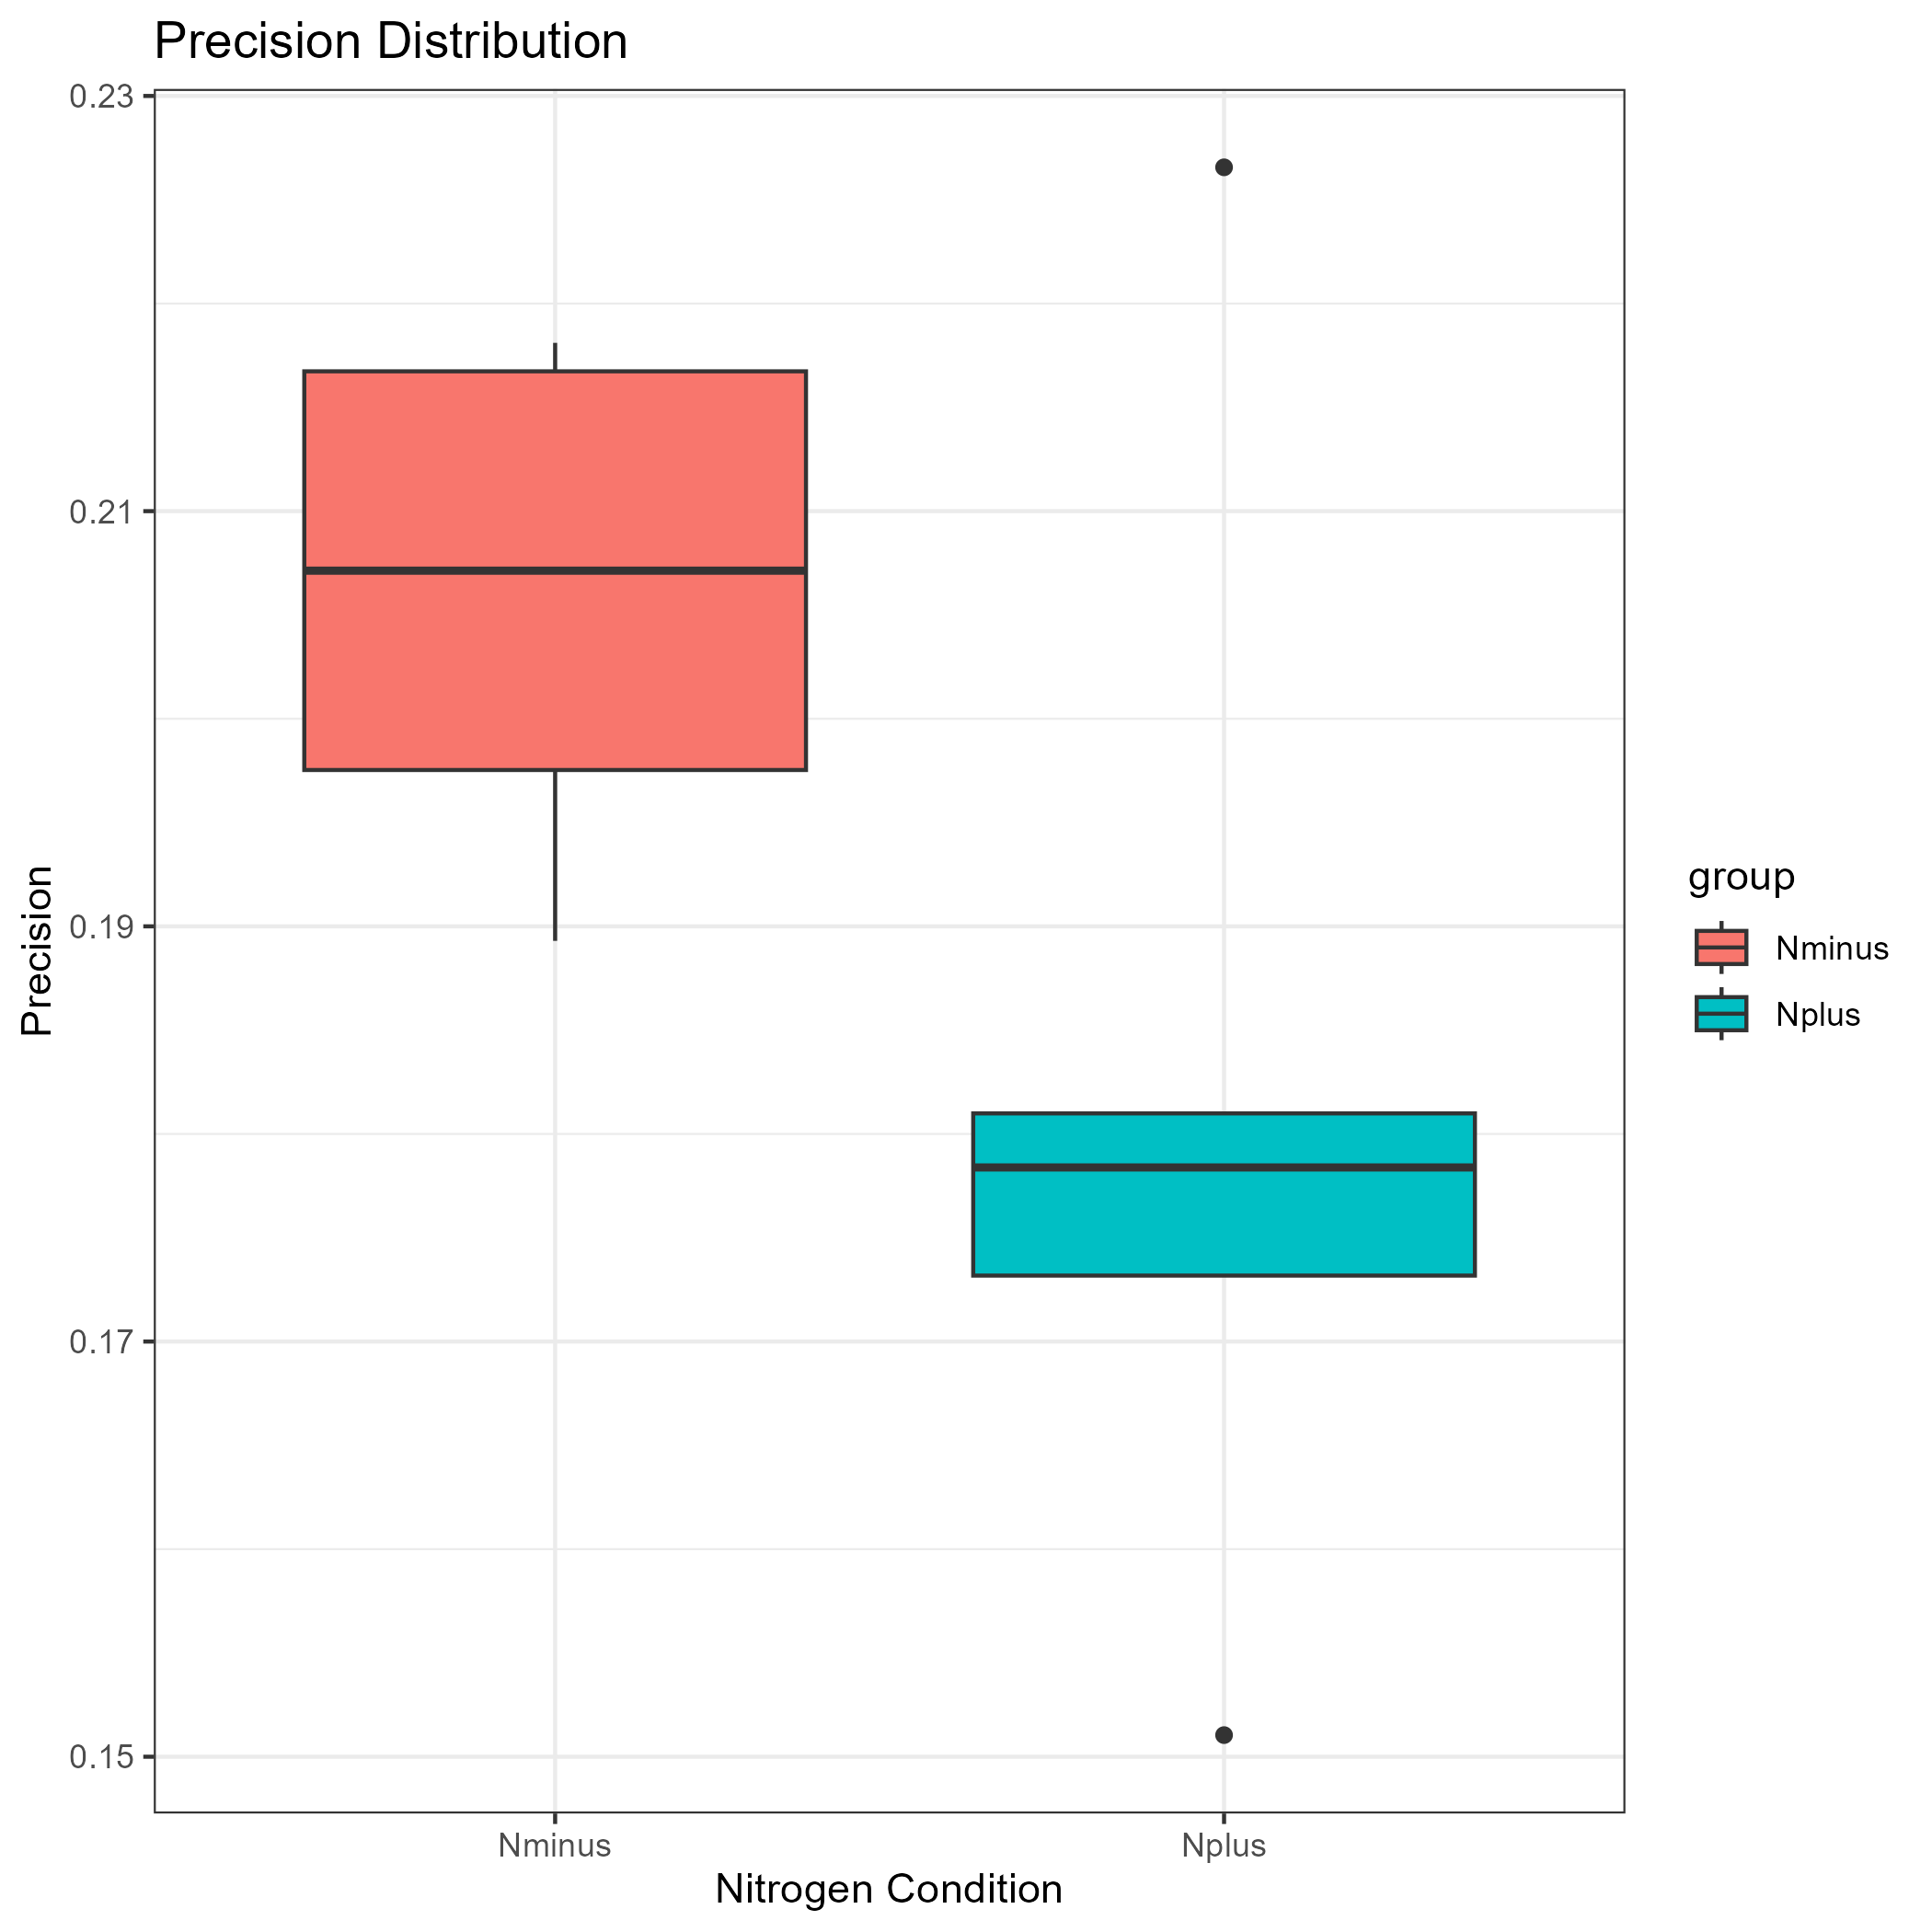 Precision Distribution
0.23
0.21
0.19
0.17
0.15
Precision
Nminus
Nplus
Nitrogen Condition
group
Nminus
Nplus